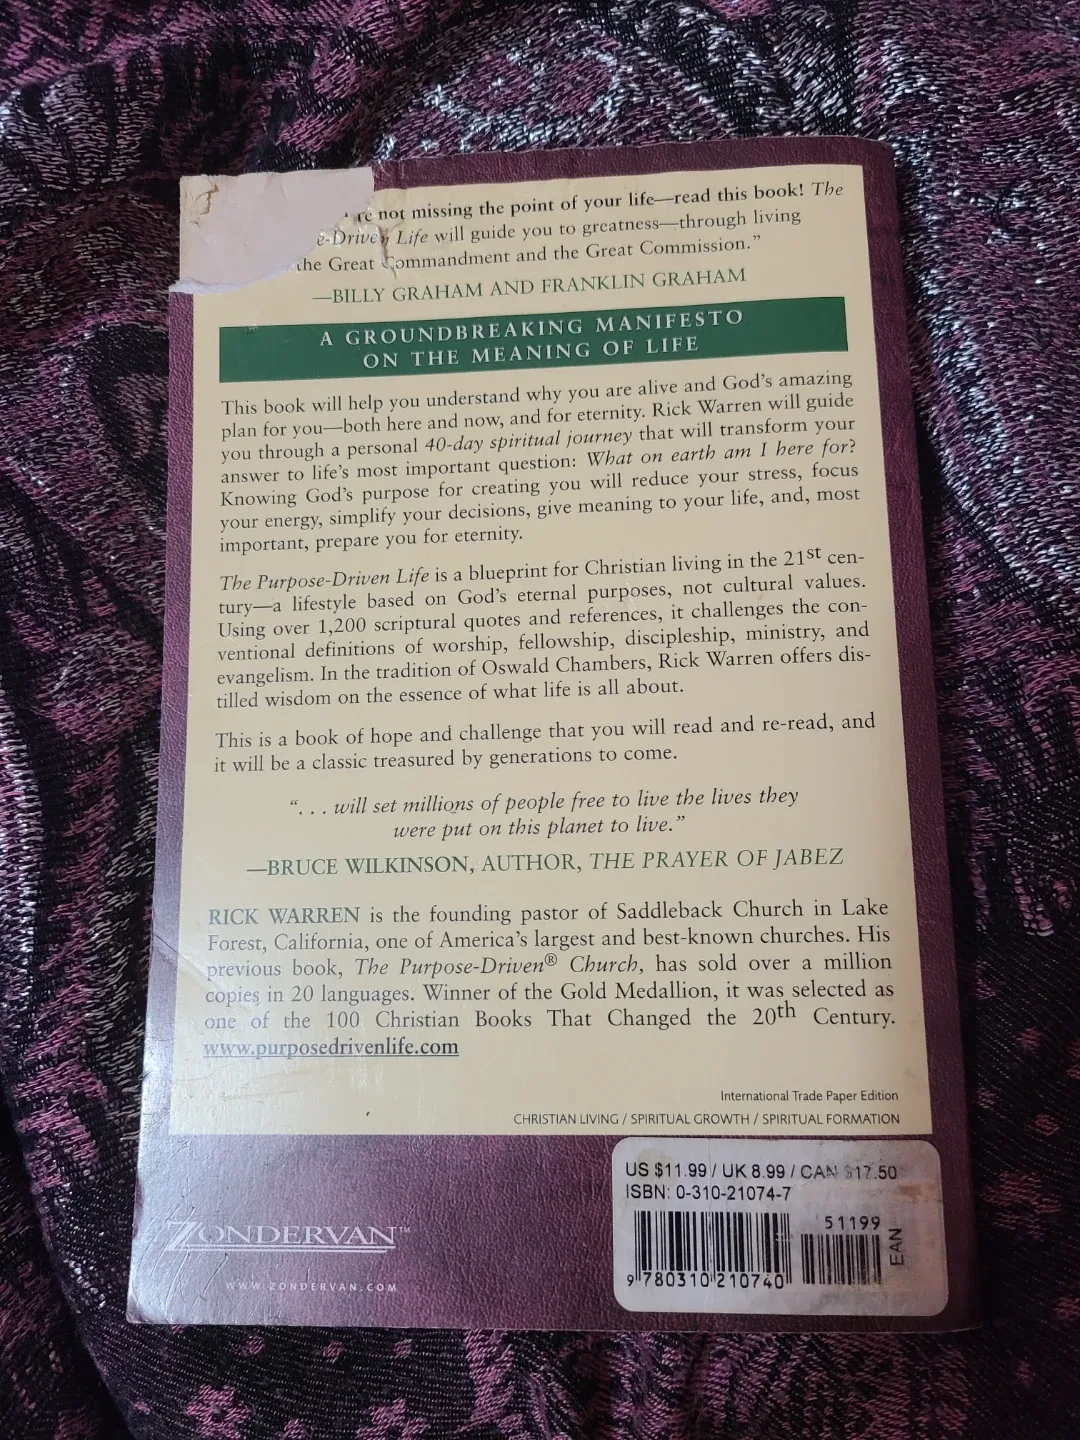 not missing the point of your life—read this book! The
e-Driven Life will guide you to greatness—through living
the Great Commandment and the Great Commission.”
—BILLY GRAHAM AND FRANKLIN GRAHAM
A GROUNDBREAKING MANIFESTO
ON THE MEANING OF LIFE
This book will help you understand why you are alive and God’s amazing
plan for you—both here and now, and for eternity. Rick Warren will guide
you through a personal 40-day spiritual journey that will transform your
answer to life’s most important question: What on earth am I here for?
Knowing God’s purpose for creating you will reduce your stress, focus
your energy, simplify your decisions, give meaning to your life, and, most
important, prepare you for eternity.
The Purpose-Driven Life is a blueprint for Christian living in the 21st cen-
tury—a lifestyle based on God’s eternal purposes, not cultural values.
Using over 1,200 scriptural quotes and references, it challenges the con-
ventional definitions of worship, fellowship, discipleship, ministry, and
evangelism. In the tradition of Oswald Chambers, Rick Warren offers dis-
tilled wisdom on the essence of what life is all about.
This is a book of hope and challenge that you will read and re-read, and
it will be a classic treasured by generations to come.
“. . . will set millions of people free to live the lives they
were put on this planet to live.”
—BRUCE WILKINSON, AUTHOR, THE PRAYER OF JABEZ
RICK WARREN is the founding pastor of Saddleback Church in Lake
Forest, California, one of America’s largest and best-known churches. His
previous book, The Purpose-Driven® Church, has sold over a million
copies in 20 languages. Winner of the Gold Medallion, it was selected as
one of the 100 Christian Books That Changed the 20th Century.
www.purposedrivenlife.com
International Trade Paper Edition
CHRISTIAN LIVING / SPIRITUAL GROWTH / SPIRITUAL FORMATION
US $11.99 / UK 8.99 / CAN $17.50
ISBN: 0-310-21074-7
51199
EAN
9 780310 210740
ZONDERVAN™
WWW.ZONDERVAN.COM